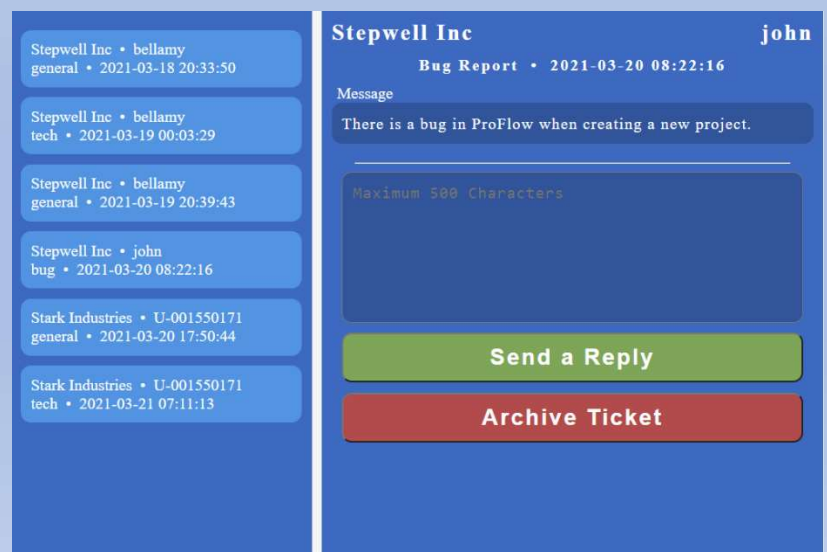 Stepwell Inc • bellamy
general • 2021-03-18 20:33:50
Stepwell Inc • bellamy
tech • 2021-03-19 00:03:29
Stepwell Inc • bellamy
general • 2021-03-19 20:39:43
Stepwell Inc • john
bug • 2021-03-20 08:22:16
Stark Industries • U-001550171
general • 2021-03-20 17:50:44
Stark Industries • U-001550171
tech • 2021-03-21 07:11:13
Stepwell Inc john
Bug Report • 2021-03-20 08:22:16
Message
There is a bug in ProFlow when creating a new project.
Maximum 500 Characters
Send a Reply
Archive Ticket